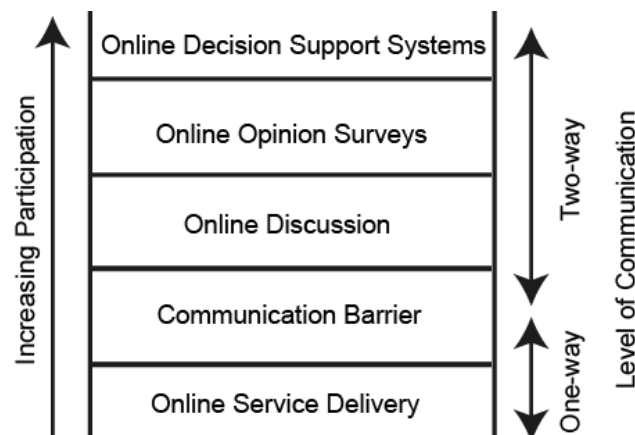 Online Decision Support Systems
Online Opinion Surveys
Online Discussion
Communication Barrier
Online Service Delivery
Increasing Participation
Two-way
One-way
Level of Communication